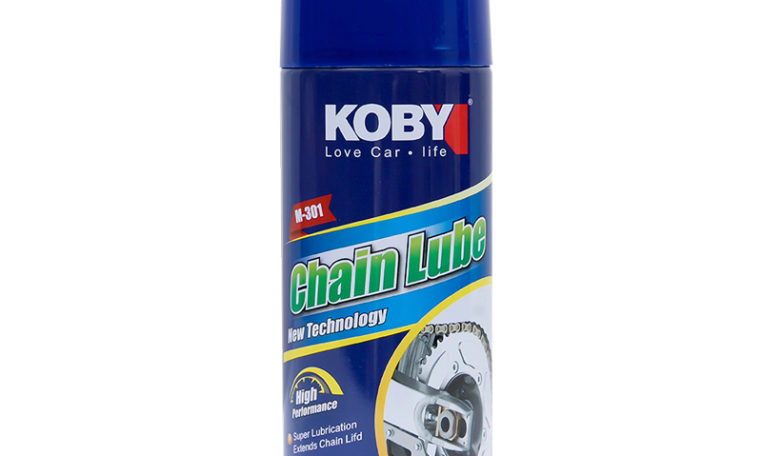 KOBY®
Love Car • life
M-301
Chain Lube
New Technology
High
Performance
Super Lubrication
Extends Chain Lifd